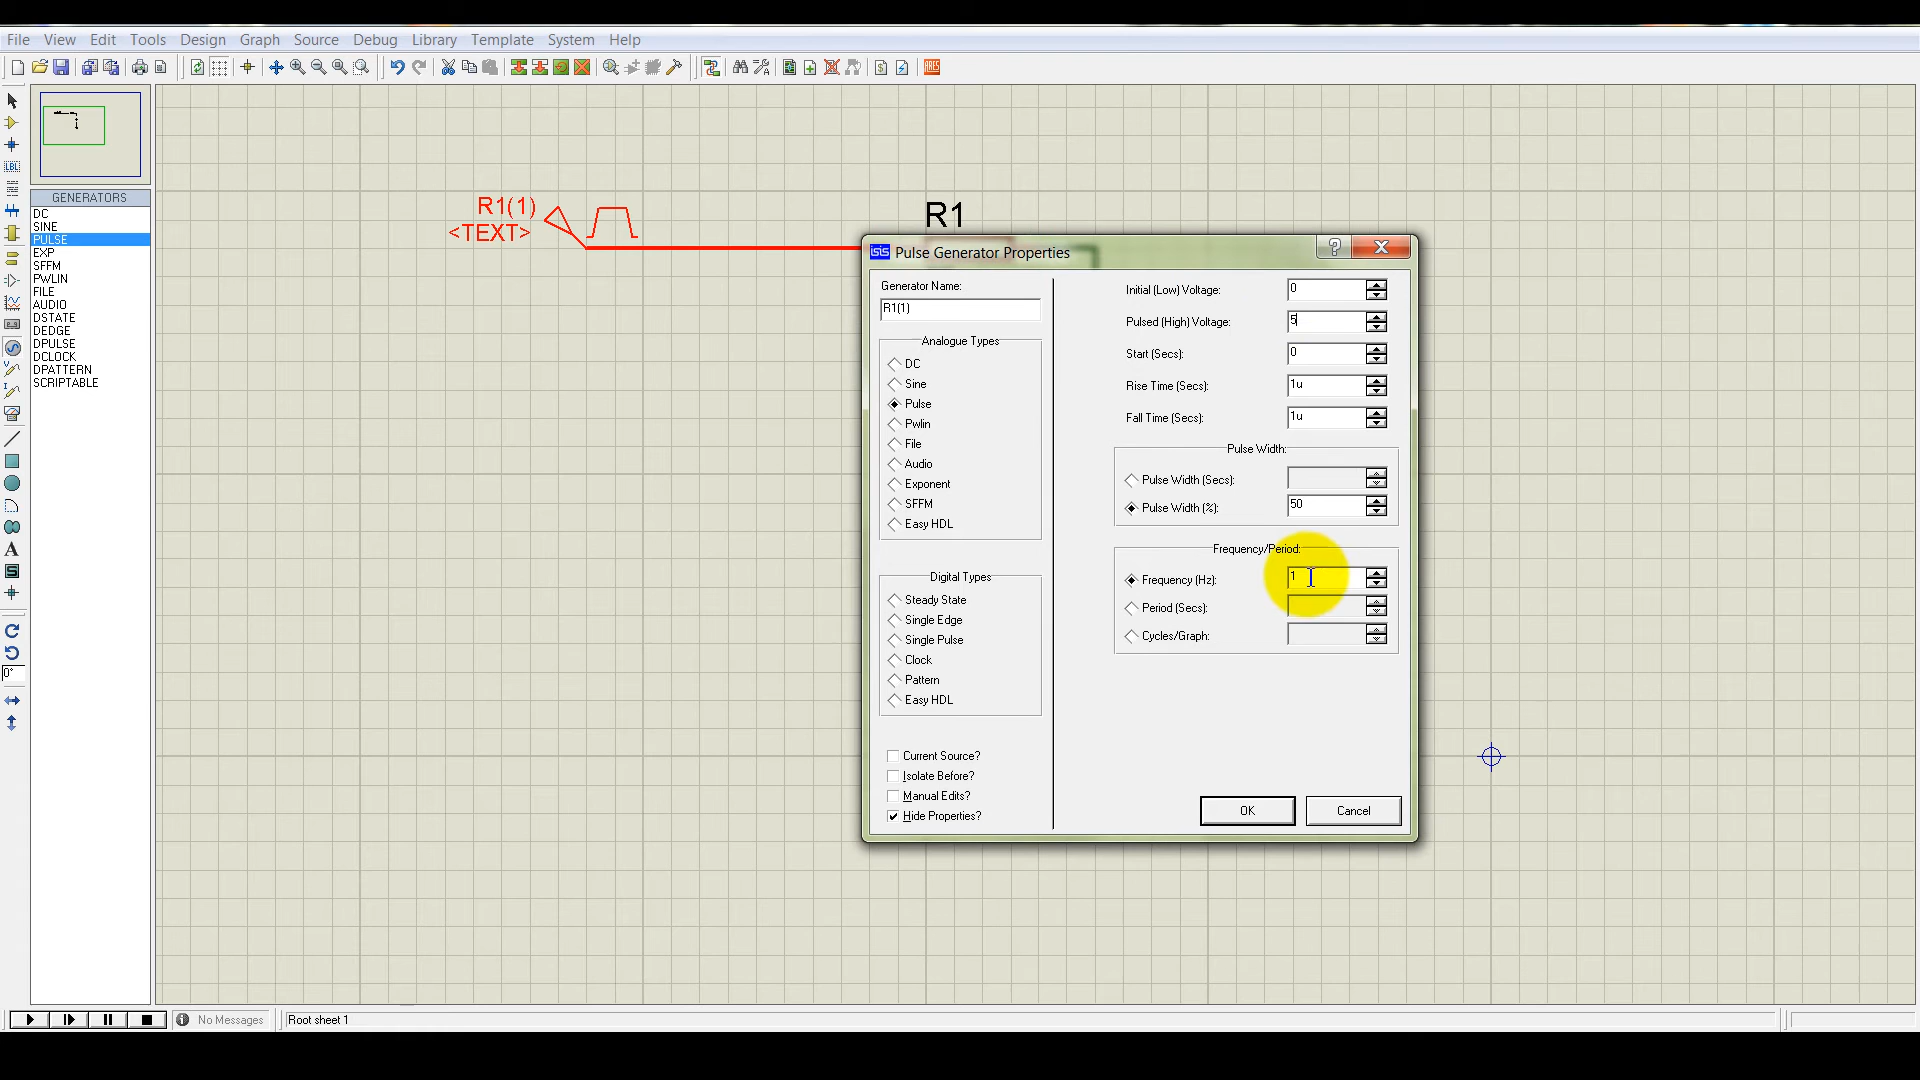 File View Edit Tools Design Graph Source Debug Library Template System Help
LBL
ARES
GENERATORS
DC
SINE
PULSE
EXP
SFFM
PWLIN
FILE
AUDIO
DSTATE
DEDGE
DPULSE
DCLOCK
DPATTERN
SCRIPTABLE
A
S
0°
R1(1)
<TEXT>
R1
isis Pulse Generator Properties
Generator Name:
R1(1)
Analogue Types
DC
Sine
Pulse
Pwlin
File
Audio
Exponent
SFFM
Easy HDL
Digital Types
Steady State
Single Edge
Single Pulse
Clock
Pattern
Easy HDL
Current Source?
Isolate Before?
Manual Edits?
Hide Properties?
Initial (Low) Voltage: 0
Pulsed (High) Voltage: 5
Start (Secs): 0
Rise Time (Secs): 1u
Fall Time (Secs): 1u
Pulse Width:
Pulse Width (Secs):
Pulse Width (%): 50
Frequency/Period:
Frequency (Hz): 1
Period (Secs):
Cycles/Graph:
OK Cancel
No Messages Root sheet 1